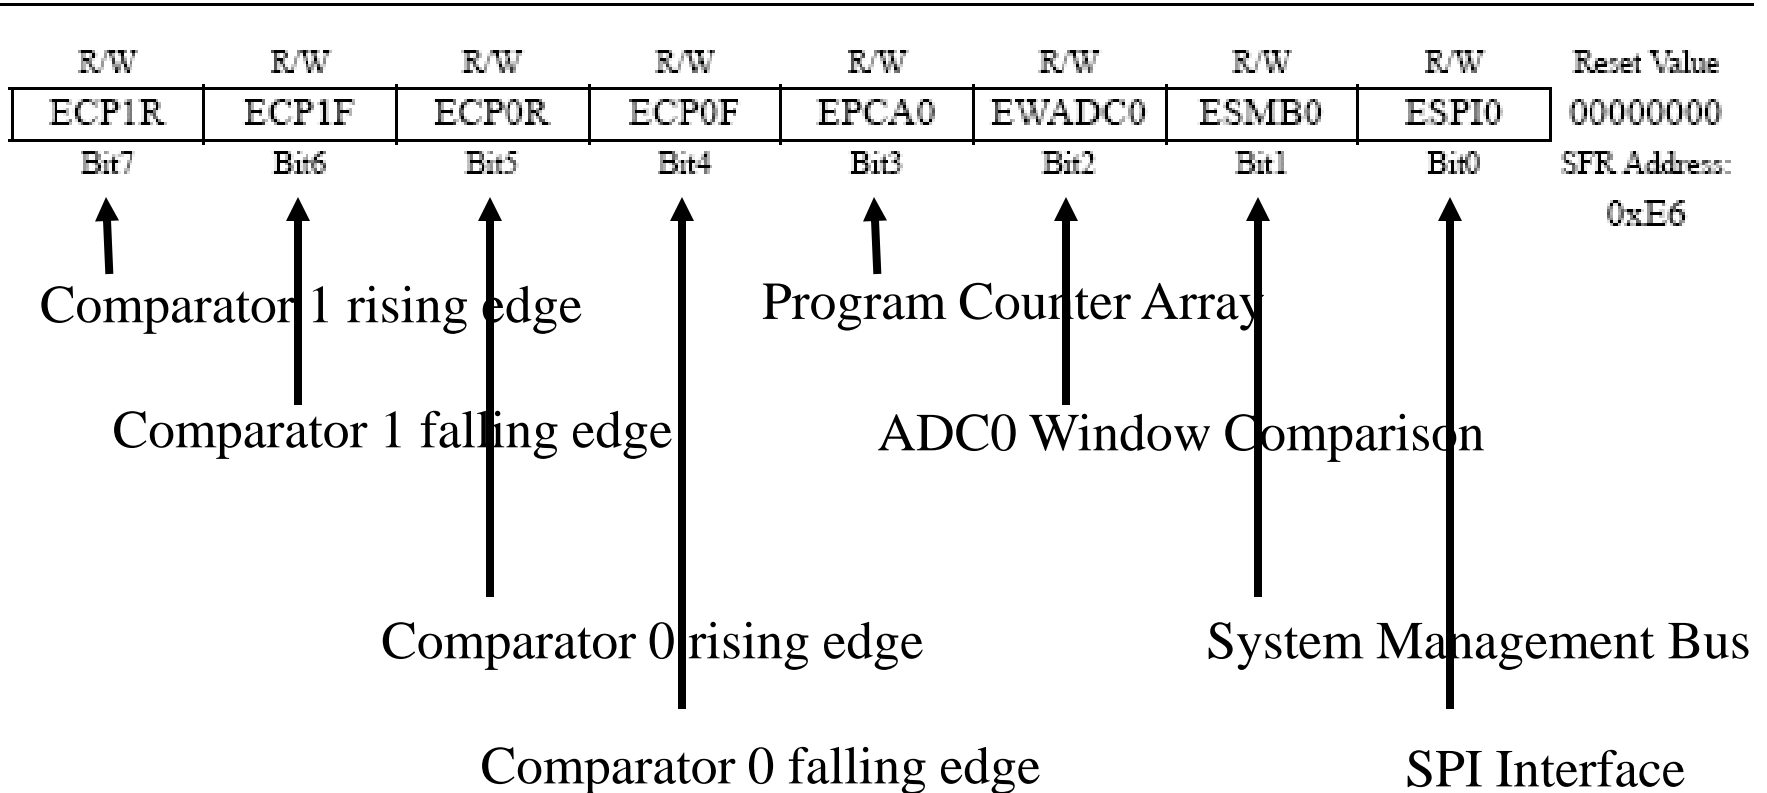 R/W R/W R/W R/W R/W R/W R/W R/W Reset Value
ECP1R ECP1F ECP0R ECP0F EPCA0 EWADC0 ESMB0 ESPI0 00000000
Bit7 Bit6 Bit5 Bit4 Bit3 Bit2 Bit1 Bit0 SFR Address:
0xE6
Comparator 1 rising edge Program Counter Array
Comparator 1 falling edge ADC0 Window Comparison
Comparator 0 rising edge System Management Bus
Comparator 0 falling edge SPI Interface